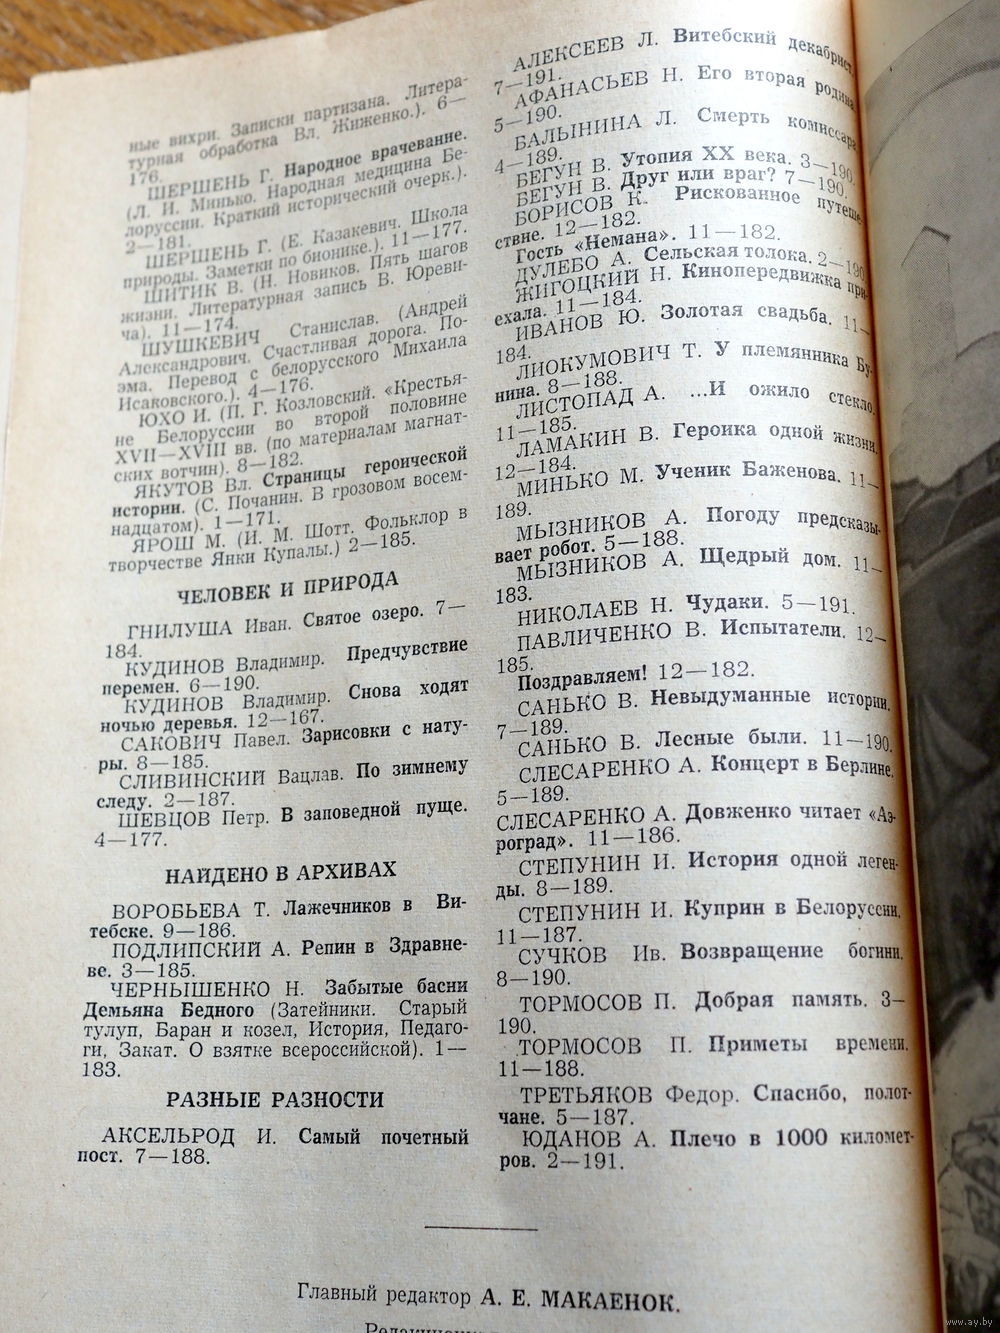 ные вихри. Записки партизана. Литера-
турная обработка Вл. Жиженко.). 6—
176.
ШЕРШЕНЬ Г. Народное врачевание.
(Л. И. Минько. Народная медицина Бе-
лоруссии. Краткий исторический очерк.).
2—181.
ШЕРШЕНЬ Г. (Е. Казакевич. Школа
природы. Заметки по бионике.). 11—177.
ШИТИК В. (Н. Новиков. Пять шагов
жизни. Литературная запись В. Юреви-
ча). 11—174.
ШУШКЕВИЧ Станислав. (Андрей
Александрович. Счастливая дорога. По-
эма. Перевод с белорусского Михаила
Исаковского.). 4—176.
ЮХО И. (П. Г. Козловский. «Крестья-
не Белоруссии во второй половине
XVII—XVIII вв. (по материалам магнат-
ских вотчин). 8—182.
ЯКУТОВ Вл. Страницы героической
истории. (С. Почанин. В грозовом восем-
надцатом). 1—171.
ЯРОШ М. (И. М. Шотт. Фольклор в
творчестве Янки Купалы.) 2—185.
ЧЕЛОВЕК И ПРИРОДА
ГНИЛУША Иван. Святое озеро. 7—
184.
КУДИНОВ Владимир. Предчувствие
перемен. 6—190.
КУДИНОВ Владимир. Снова ходят
ночью деревья. 12—167.
САКОВИЧ Павел. Зарисовки с нату-
ры. 8—185.
СЛИВИНСКИЙ Вацлав. По зимнему
следу. 2—187.
ШЕВЦОВ Петр. В заповедной пуще.
4—177.
НАЙДЕНО В АРХИВАХ
ВОРОБЬЕВА Т. Лажечников в Ви-
тебске. 9—186.
ПОДЛИПСКИЙ А. Репин в Здравне-
ве. 3—185.
ЧЕРНЫШЕНКО Н. Забытые басни
Демьяна Бедного (Затейники. Старый
тулуп, Баран и козел, История, Педаго-
ги, Закат. О взятке всероссийской). 1—
183.
РАЗНЫЕ РАЗНОСТИ
АКСЕЛЬРОД И. Самый почетный
пост. 7—188.
АЛЕКСЕЕВ Л. Витебский декабрист.
7—191.
АФАНАСЬЕВ Н. Его вторая родина
5—190.
БАЛЫНИНА Л. Смерть комиссара
4—189.
БЕГУН В. Утопия XX века. 3—190.
БЕГУН В. Друг или враг? 7—190.
БОРИСОВ К. Рискованное путеше-
ствие. 12—182.
Гость «Немана». 11—182.
ДУЛЕБО А. Сельская толока. 2—190
ЖИГОЦКИЙ Н. Кинопередвижка при-
ехала. 11—184.
ИВАНОВ Ю. Золотая свадьба. 11—
184.
ЛИОКУМОВИЧ Т. У племянника Бу-
нина. 8—188.
ЛИСТОПАД А. ...И ожило стекло.
11—185.
ЛАМАКИН В. Героика одной жизни.
12—184.
МИНЬКО М. Ученик Баженова. 11—
189.
МЫЗНИКОВ А. Погоду предсказы-
вает робот. 5—188.
МЫЗНИКОВ А. Щедрый дом. 11—
183.
НИКОЛАЕВ Н. Чудаки. 5—191.
ПАВЛИЧЕНКО В. Испытатели. 12—
185.
Поздравляем! 12—182.
САНЬКО В. Невыдуманные истории.
7—189.
САНЬКО В. Лесные были. 11—190.
СЛЕСАРЕНКО А. Концерт в Берлине.
5—189.
СЛЕСАРЕНКО А. Довженко читает «Аэ-
роград». 11—186.
СТЕПУНИН И. История одной леген-
ды. 8—189.
СТЕПУНИН И. Куприн в Белоруссии.
11—187.
СУЧКОВ Ив. Возвращение богини.
8—190.
ТОРМОСОВ П. Добрая память. 3—
190.
ТОРМОСОВ П. Приметы времени.
11—188.
ТРЕТЬЯКОВ Федор. Спасибо, полот-
чане. 5—187.
ЮДАНОВ А. Плечо в 1000 километ-
ров. 2—191.
Главный редактор А. Е. МАКАЕНОК.
www.ay.by